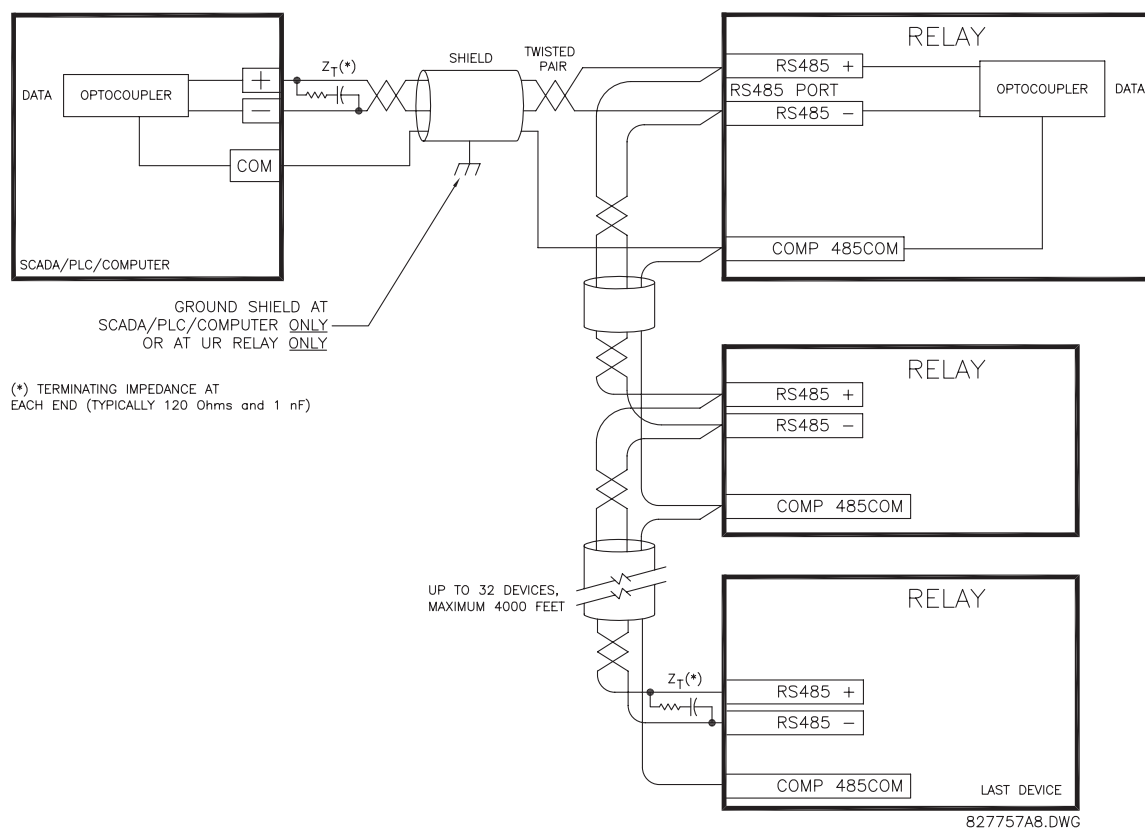 RELAY
SHIELD
TWISTED
PAIR
Z_T(*)
+
−
COM
DATA
OPTOCOUPLER
SCADA/PLC/COMPUTER
RS485 +
RS485 PORT
RS485 −
OPTOCOUPLER
DATA
COMP 485COM
GROUND SHIELD AT
SCADA/PLC/COMPUTER ONLY
OR AT UR RELAY ONLY
(*) TERMINATING IMPEDANCE AT
EACH END (TYPICALLY 120 Ohms and 1 nF)
RELAY
RS485 +
RS485 −
COMP 485COM
UP TO 32 DEVICES,
MAXIMUM 4000 FEET
RELAY
Z_T(*)
RS485 +
RS485 −
COMP 485COM
LAST DEVICE
827757A8.DWG